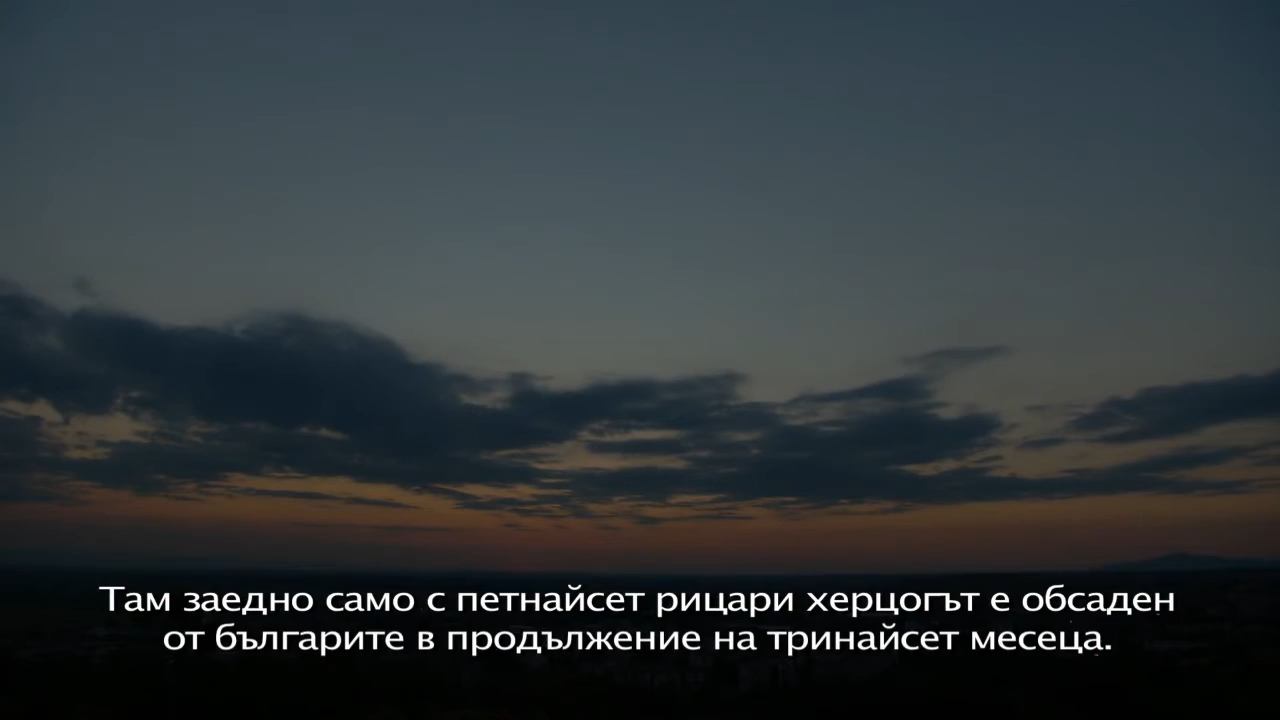 Там заедно само с петнайсет рицари херцогът е обсаден
от българите в продължение на тринайсет месеца.